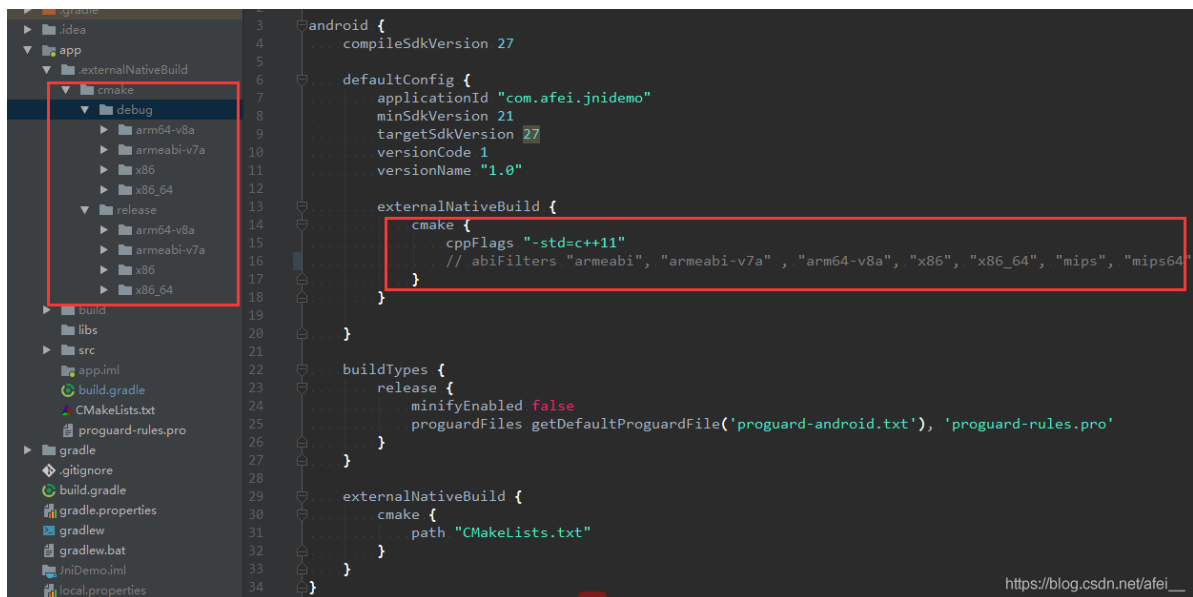 .gradle
.idea
app
.externalNativeBuild
cmake
debug
arm64-v8a
armeabi-v7a
x86
x86_64
release
arm64-v8a
armeabi-v7a
x86
x86_64
build
libs
src
app.iml
build.gradle
CMakeLists.txt
proguard-rules.pro
gradle
.gitignore
build.gradle
gradle.properties
gradlew
gradlew.bat
JniDemo.iml
local.properties
2
3 android {
4 compileSdkVersion 27
5
6 defaultConfig {
7 applicationId "com.afei.jnidemo"
8 minSdkVersion 21
9 targetSdkVersion 27
10 versionCode 1
11 versionName "1.0"
12
13 externalNativeBuild {
14 cmake {
15 cppFlags "-std=c++11"
16 // abiFilters "armeabi", "armeabi-v7a" , "arm64-v8a", "x86", "x86_64", "mips", "mips64"
17 }
18 }
19
20 }
21
22 buildTypes {
23 release {
24 minifyEnabled false
25 proguardFiles getDefaultProguardFile('proguard-android.txt'), 'proguard-rules.pro'
26 }
27 }
28
29 externalNativeBuild {
30 cmake {
31 path "CMakeLists.txt"
32 }
33 }
34 }
https://blog.csdn.net/afei__